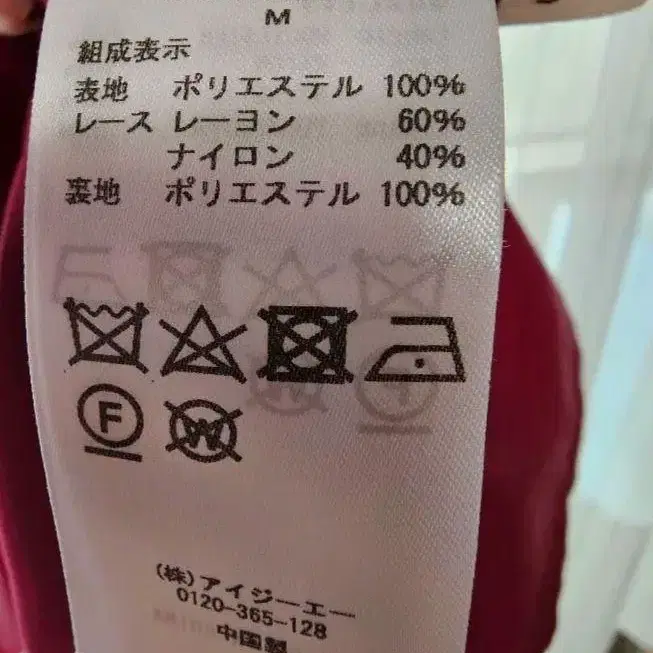 M
組成表示
表地 ポリエステル 100%
レース レーヨン 60%
ナイロン 40%
裏地 ポリエステル 100%
F
W
(株)アイジーエー
0120-365-128
中国製